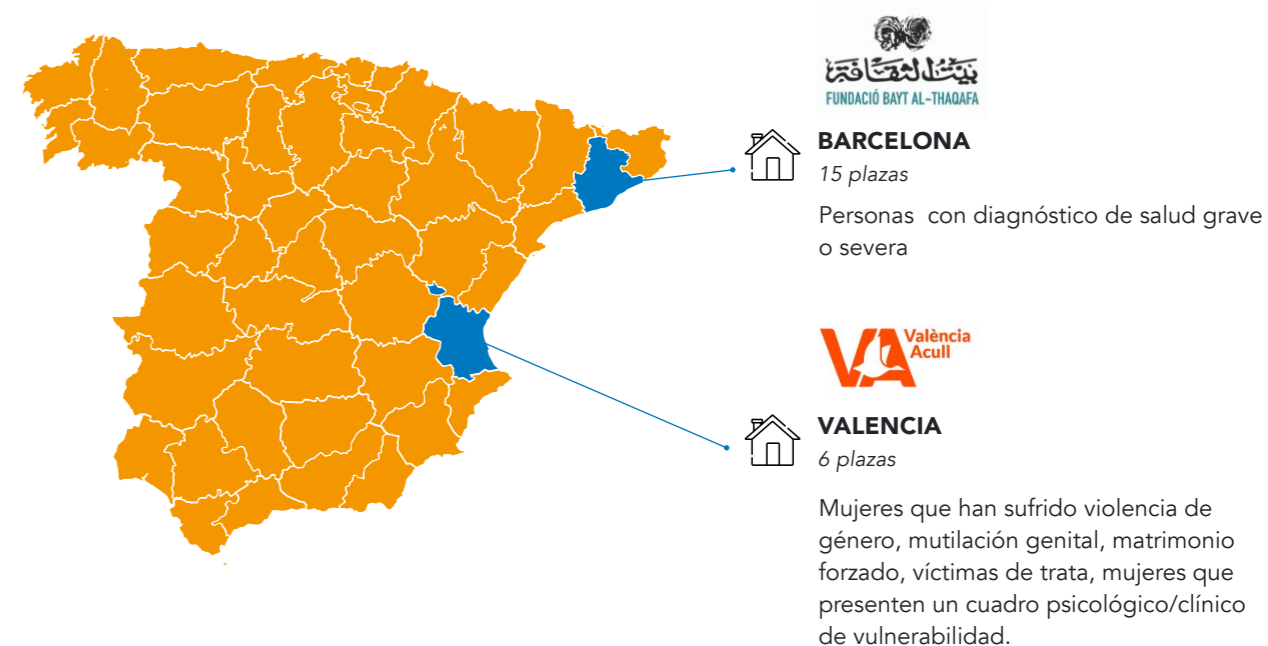 بيت الثقافة
FUNDACIÓ BAYT AL-THAQAFA
BARCELONA
15 plazas
Personas con diagnóstico de salud grave
o severa
VA València
Acull
VALENCIA
6 plazas
Mujeres que han sufrido violencia de
género, mutilación genital, matrimonio
forzado, víctimas de trata, mujeres que
presenten un cuadro psicológico/clínico
de vulnerabilidad.